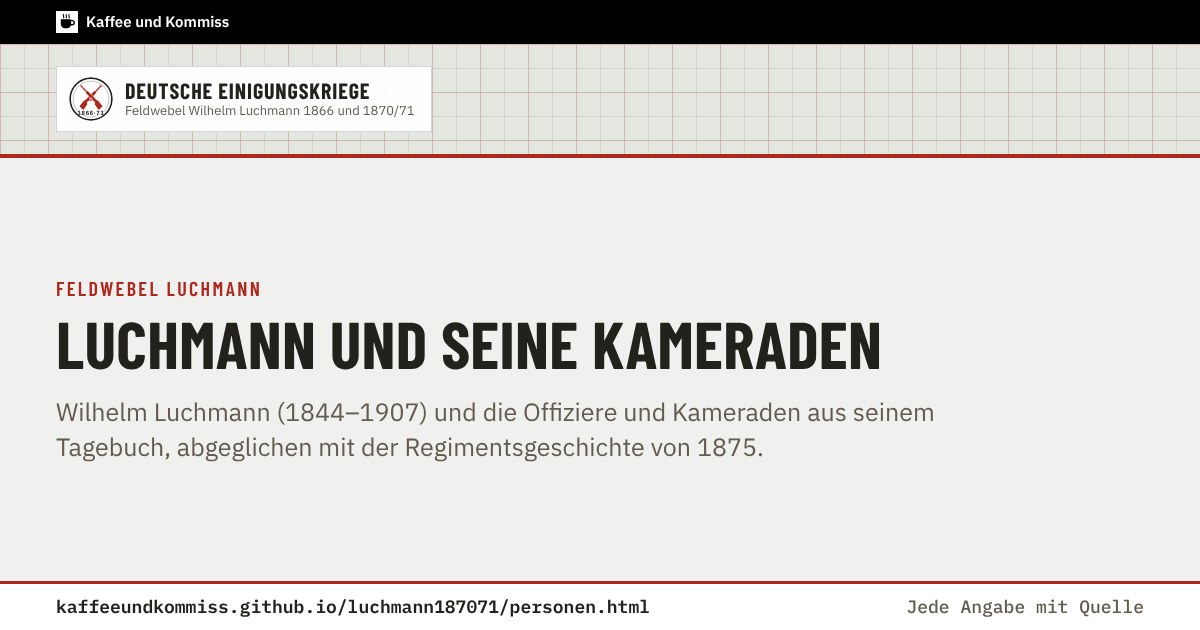 Kaffee und Kommiss
DEUTSCHE EINIGUNGSKRIEGE
Feldwebel Wilhelm Luchmann 1866 und 1870/71
1866·71
FELDWEBEL LUCHMANN
LUCHMANN UND SEINE KAMERADEN
Wilhelm Luchmann (1844–1907) und die Offiziere und Kameraden aus seinem
Tagebuch, abgeglichen mit der Regimentsgeschichte von 1875.
kaffeeundkommiss.github.io/luchmann187071/personen.html
Jede Angabe mit Quelle